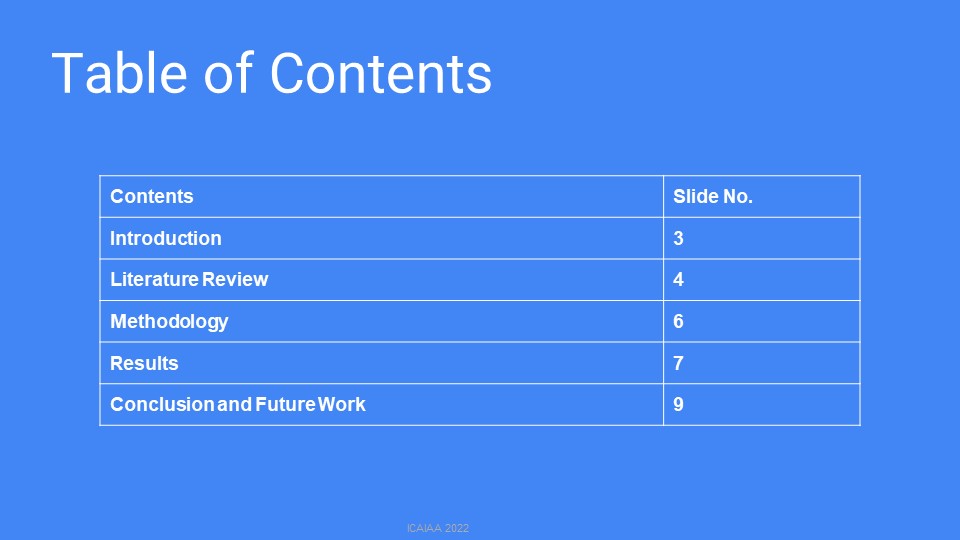 Table of Contents
Contents Slide No.
Introduction 3
Literature Review 4
Methodology 6
Results 7
Conclusion and Future Work 9
ICAIAA 2022